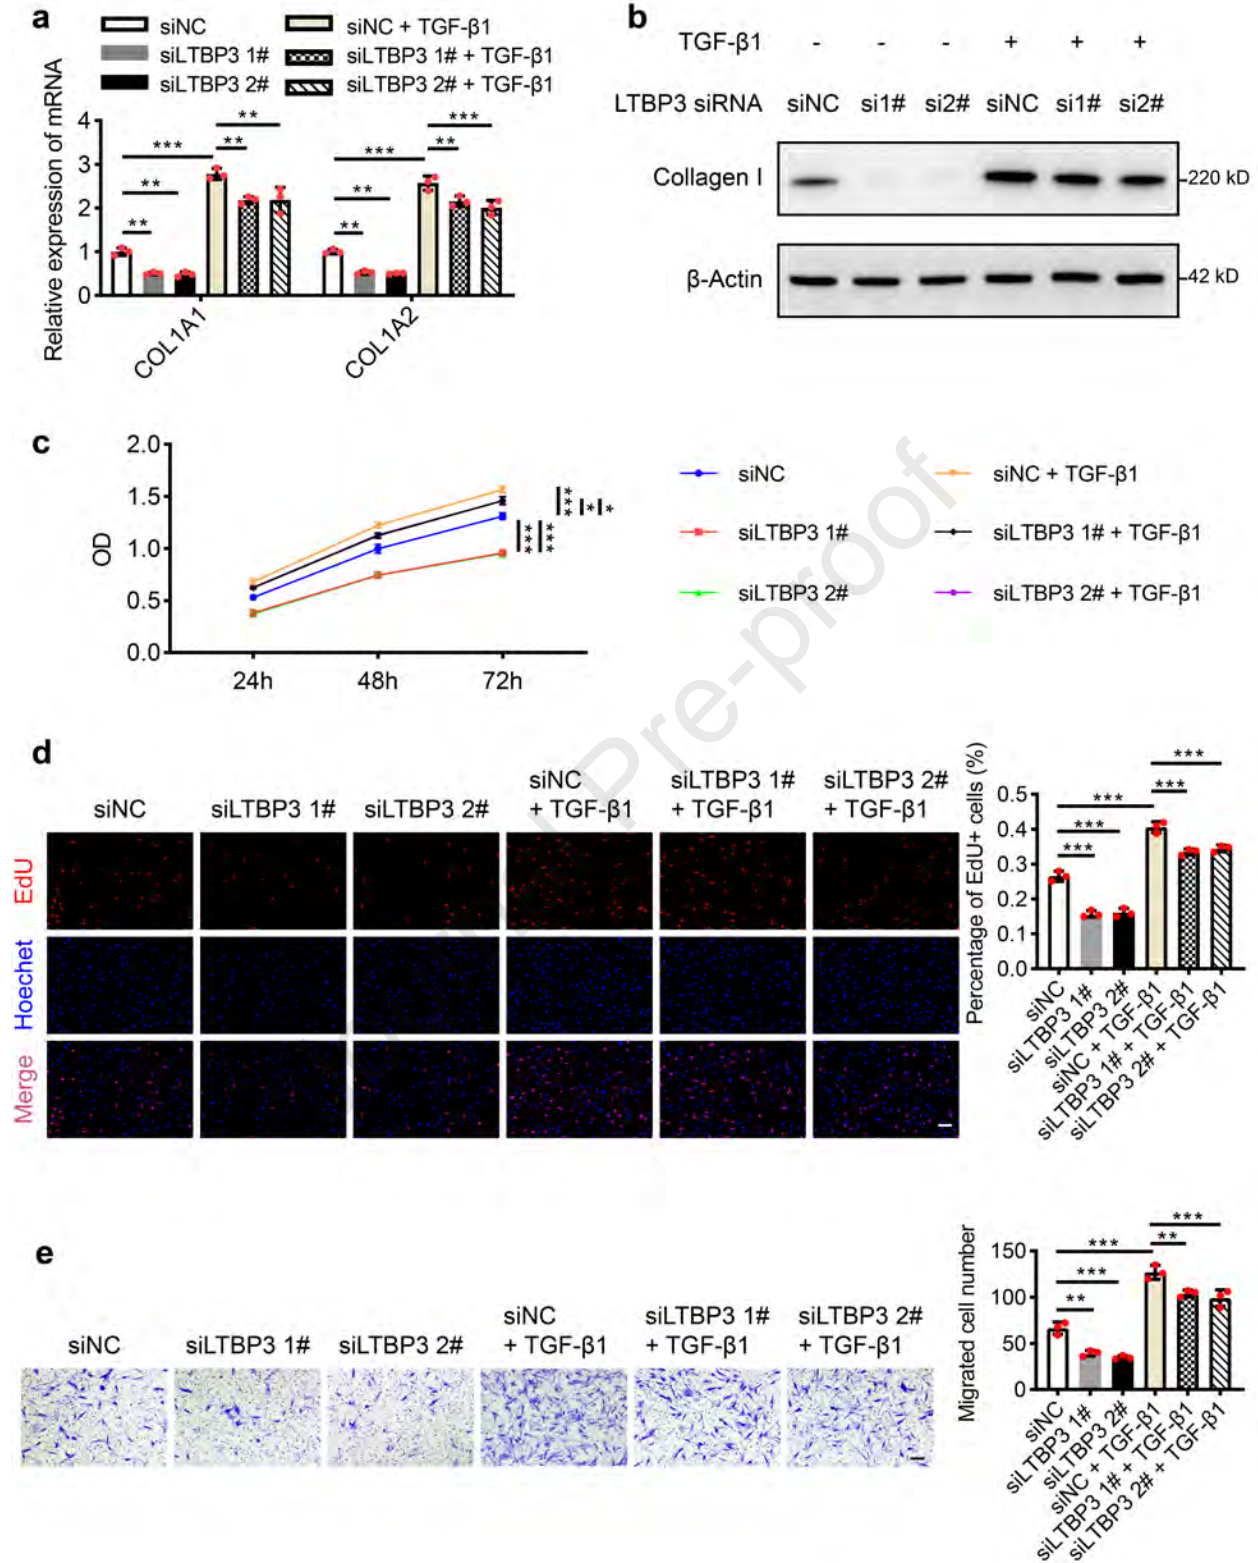 a
siNC
siNC + TGF-β1
siLTBP3 1#
siLTBP3 1# + TGF-β1
siLTBP3 2#
siLTBP3 2# + TGF-β1
Relative expression of mRNA
4
3
2
1
0
***
**
**
**
**
***
**
**
***
**
COL1A1
COL1A2
b
TGF-β1 - - - + + +
LTBP3 siRNA siNC si1# si2# siNC si1# si2#
Collagen I
220 kD
β-Actin
42 kD
c
OD
2.0
1.5
1.0
0.5
0.0
24h 48h 72h
***
*
*
***
***
siNC
siNC + TGF-β1
siLTBP3 1#
siLTBP3 1# + TGF-β1
siLTBP3 2#
siLTBP3 2# + TGF-β1
Pre-proof
d
siNC
siLTBP3 1#
siLTBP3 2#
siNC
+ TGF-β1
siLTBP3 1#
+ TGF-β1
siLTBP3 2#
+ TGF-β1
EdU
Hoechet
Merge
Percentage of EdU+ cells (%)
0.5
0.4
0.3
0.2
0.1
0.0
***
***
***
***
***
siNC
siLTBP3 1#
siLTBP3 2#
siNC + TGF-β1
siLTBP3 1# + TGF-β1
siLTBP3 2# + TGF-β1
e
siNC
siLTBP3 1#
siLTBP3 2#
siNC
+ TGF-β1
siLTBP3 1#
+ TGF-β1
siLTBP3 2#
+ TGF-β1
Migrated cell number
150
100
50
0
***
**
***
***
**
siNC
siLTBP3 1#
siLTBP3 2#
siNC + TGF-β1
siLTBP3 1# + TGF-β1
siLTBP3 2# + TGF-β1